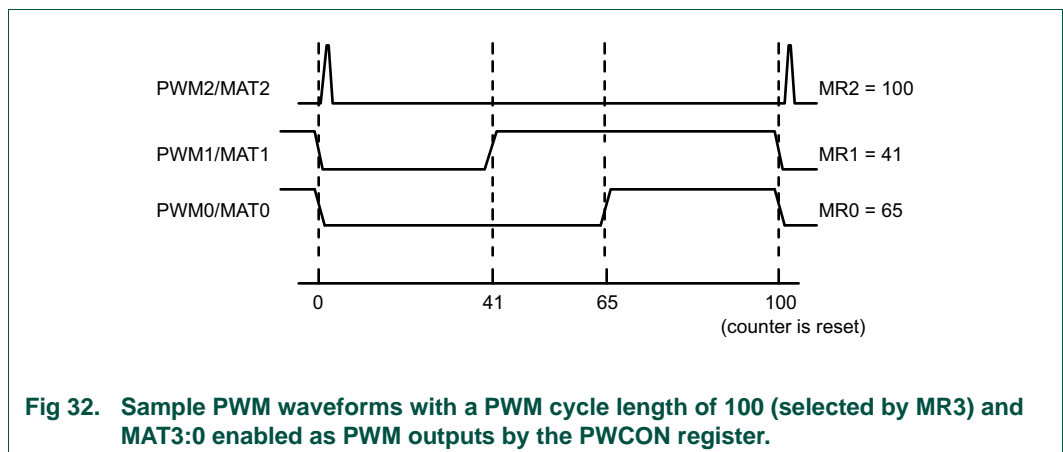 PWM2/MAT2
MR2 = 100
PWM1/MAT1
MR1 = 41
PWM0/MAT0
MR0 = 65
0
41
65
100
(counter is reset)
Fig 32. Sample PWM waveforms with a PWM cycle length of 100 (selected by MR3) and
MAT3:0 enabled as PWM outputs by the PWCON register.